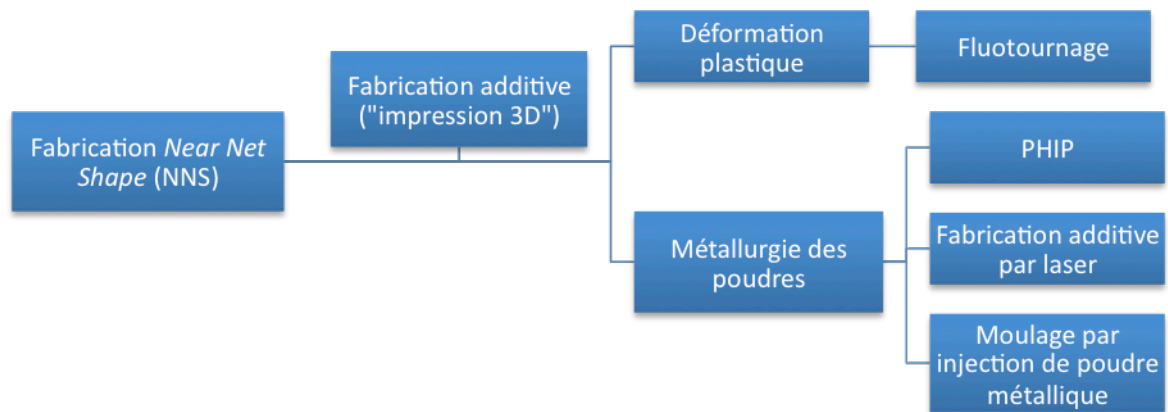 Fabrication Near Net
Shape (NNS)
Fabrication additive
("impression 3D")
Déformation
plastique
Fluotournage
Métallurgie des
poudres
PHIP
Fabrication additive
par laser
Moulage par
injection de poudre
métallique